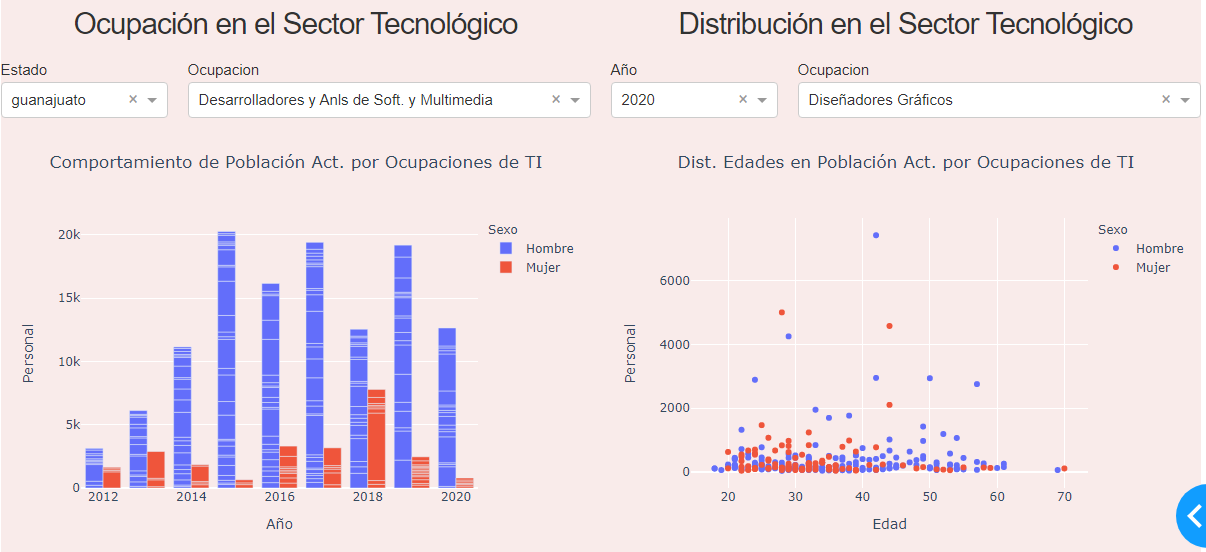 Ocupación en el Sector Tecnológico
Estado
Ocupacion
guanajuato
Desarrolladores y Anls de Soft. y Multimedia
Comportamiento de Población Act. por Ocupaciones de TI
Sexo
Hombre
Mujer
Personal
20k
15k
10k
5k
0
2012
2014
2016
2018
2020
Año
Distribución en el Sector Tecnológico
Año
Ocupacion
2020
Diseñadores Gráficos
Dist. Edades en Población Act. por Ocupaciones de TI
Sexo
Hombre
Mujer
Personal
6000
4000
2000
0
20
30
40
50
60
70
Edad